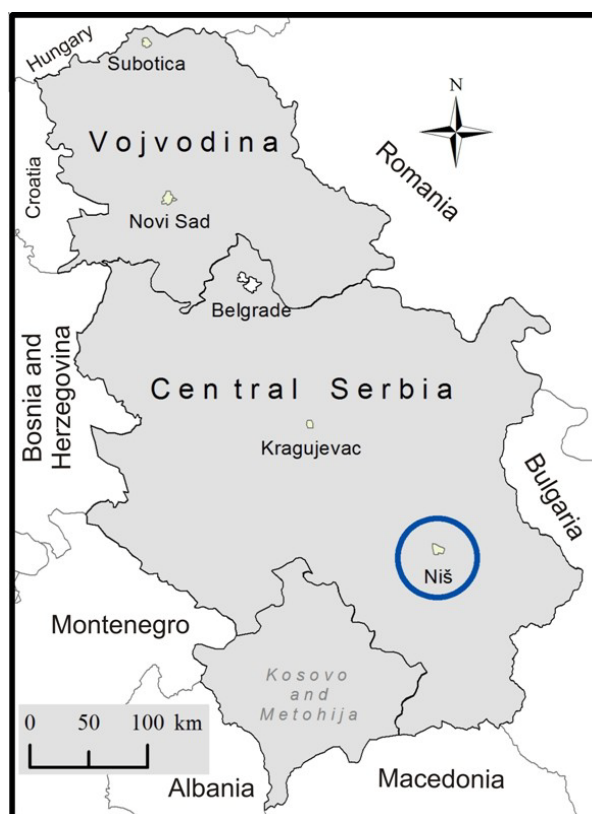 Hungary
Subotica
N
Vojvodina
Romania
Croatia
Novi Sad
Belgrade
Bosnia and
Herzegovina
Central Serbia
Kragujevac
Bulgaria
Niš
Montenegro
Kosovo
and
Metohija
0 50 100 km
Albania
Macedonia